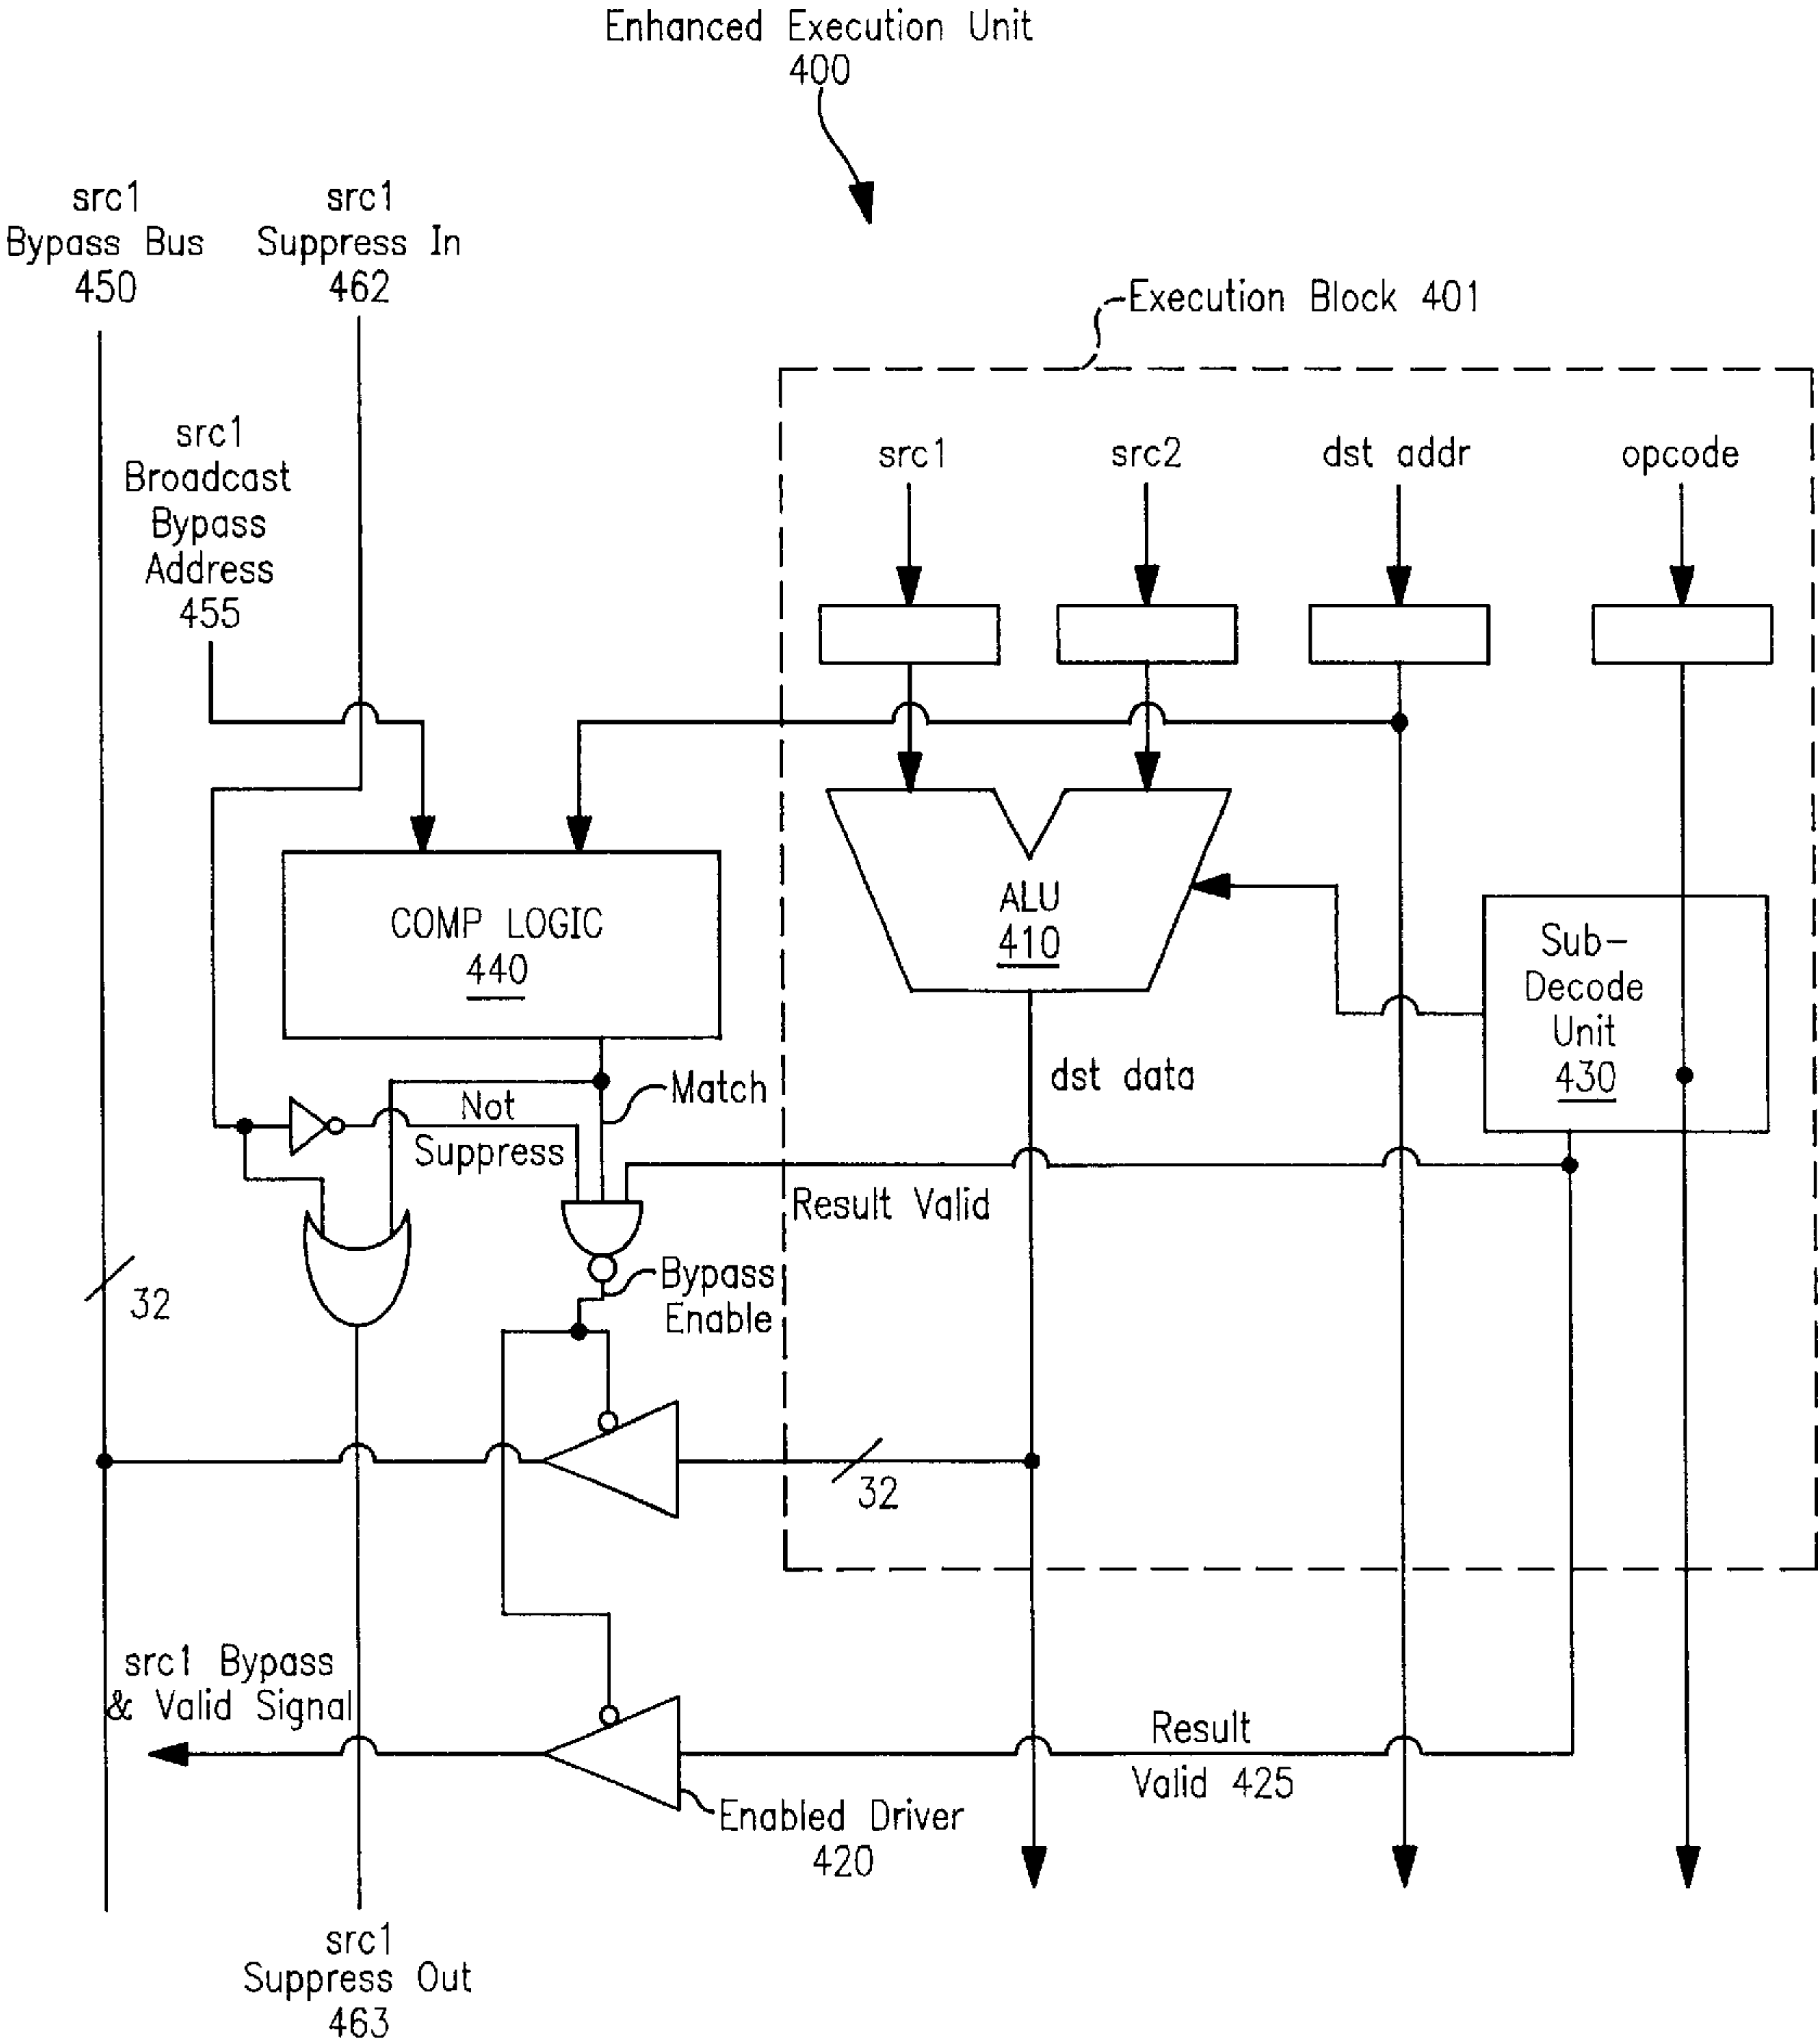 Enhanced Execution Unit
400
src1
Bypass Bus
450
src1
Suppress In
462
Execution Block 401
src1
Broadcast
Bypass
Address
455
src1
src2
dst addr
opcode
COMP LOGIC
440
ALU
410
Sub-
Decode
Unit
430
dst data
Match
Not
Suppress
Result Valid
Bypass
Enable
32
32
src1 Bypass
& Valid Signal
Result
Valid 425
Enabled Driver
420
src1
Suppress Out
463